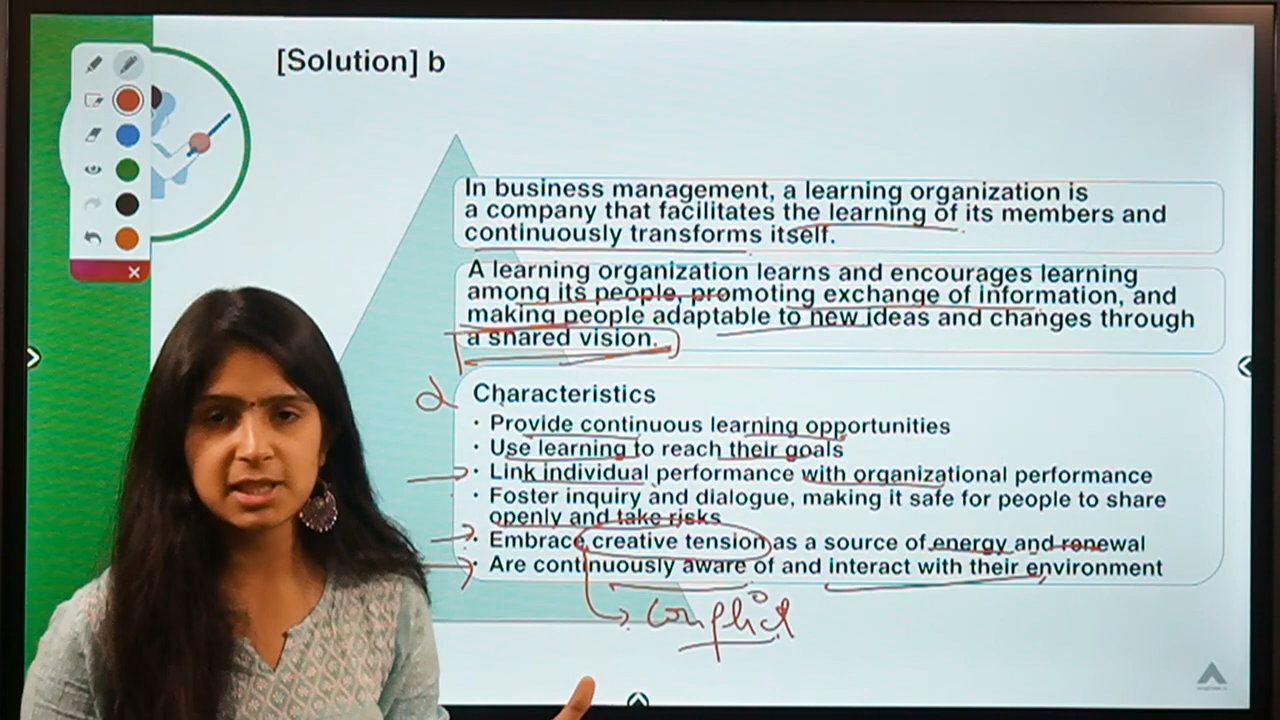 [Solution] b
In business management, a learning organization is
a company that facilitates the learning of its members and
continuously transforms itself.
A learning organization learns and encourages learning
among its people, promoting exchange of information, and
making people adaptable to new ideas and changes through
a shared vision.
Characteristics
· Provide continuous learning opportunities
· Use learning to reach their goals
· Link individual performance with organizational performance
· Foster inquiry and dialogue, making it safe for people to share
openly and take risks
· Embrace creative tension as a source of energy and renewal
· Are continuously aware of and interact with their environment
Conflict